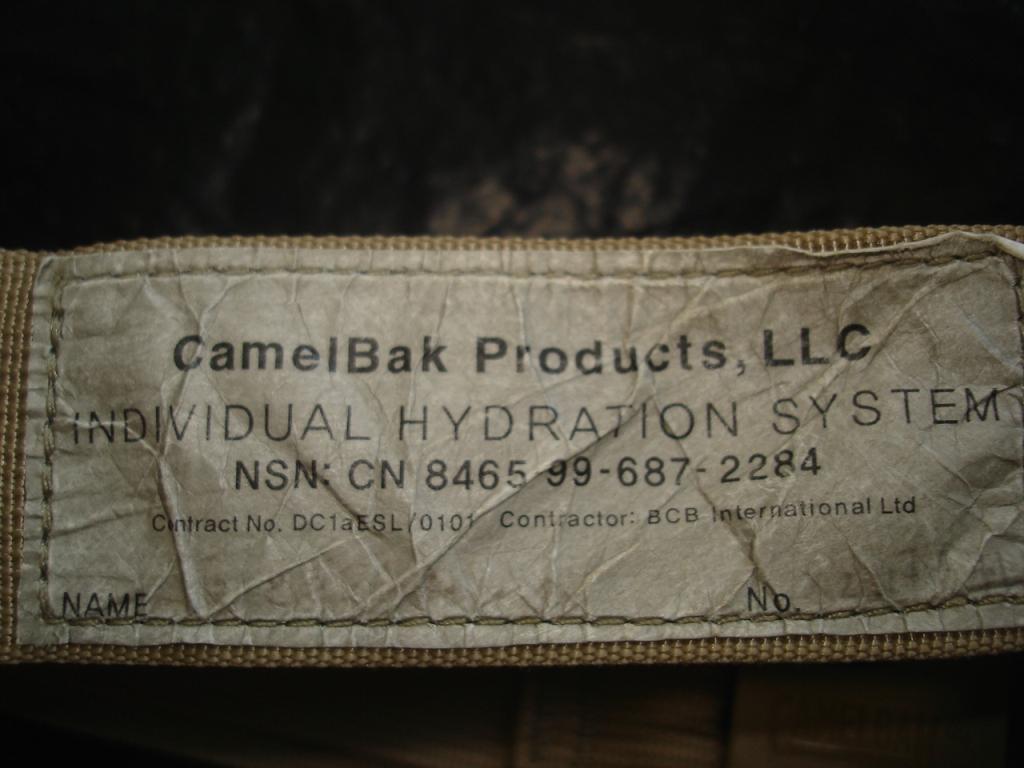 CamelBak Products, LLC
INDIVIDUAL HYDRATION SYSTEM
NSN: CN 8465-99-687-2284
Contract No. DC1aESL/0101 Contractor: BCB International Ltd
NAME No.